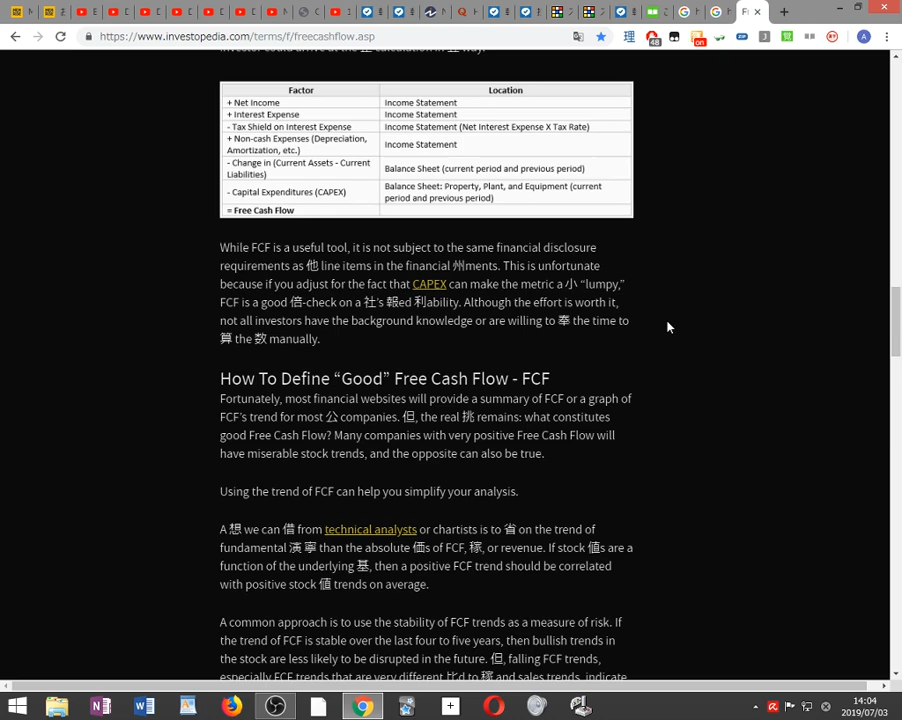 https://www.investopedia.com/terms/f/freecashflow.asp
Factor Location
+ Net Income Income Statement
+ Interest Expense Income Statement
- Tax Shield on Interest Expense Income Statement (Net Interest Expense X Tax Rate)
+ Non-cash Expenses (Depreciation, Amortization, etc.) Income Statement
- Change in (Current Assets - Current Liabilities) Balance Sheet (current period and previous period)
- Capital Expenditures (CAPEX) Balance Sheet: Property, Plant, and Equipment (current period and previous period)
= Free Cash Flow
While FCF is a useful tool, it is not subject to the same financial disclosure
requirements as 他 line items in the financial 州ments. This is unfortunate
because if you adjust for the fact that CAPEX can make the metric a 小 “lumpy,”
FCF is a good 倍-check on a 社's 報ed 利ability. Although the effort is worth it,
not all investors have the background knowledge or are willing to 奉 the time to
算 the 数 manually.
How To Define “Good” Free Cash Flow - FCF
Fortunately, most financial websites will provide a summary of FCF or a graph of
FCF's trend for most 公 companies. 但, the real 挑 remains: what constitutes
good Free Cash Flow? Many companies with very positive Free Cash Flow will
have miserable stock trends, and the opposite can also be true.
Using the trend of FCF can help you simplify your analysis.
A 想 we can 借 from technical analysts or chartists is to 省 on the trend of
fundamental 演 寧 than the absolute 価s of FCF, 稼, or revenue. If stock 値s are a
function of the underlying 基, then a positive FCF trend should be correlated
with positive stock 値 trends on average.
A common approach is to use the stability of FCF trends as a measure of risk. If
the trend of FCF is stable over the last four to five years, then bullish trends in
the stock are less likely to be disrupted in the future. 但, falling FCF trends,
especially FCF trends that are very different 比d to 稼 and sales trends, indicate
14:04
2019/07/03